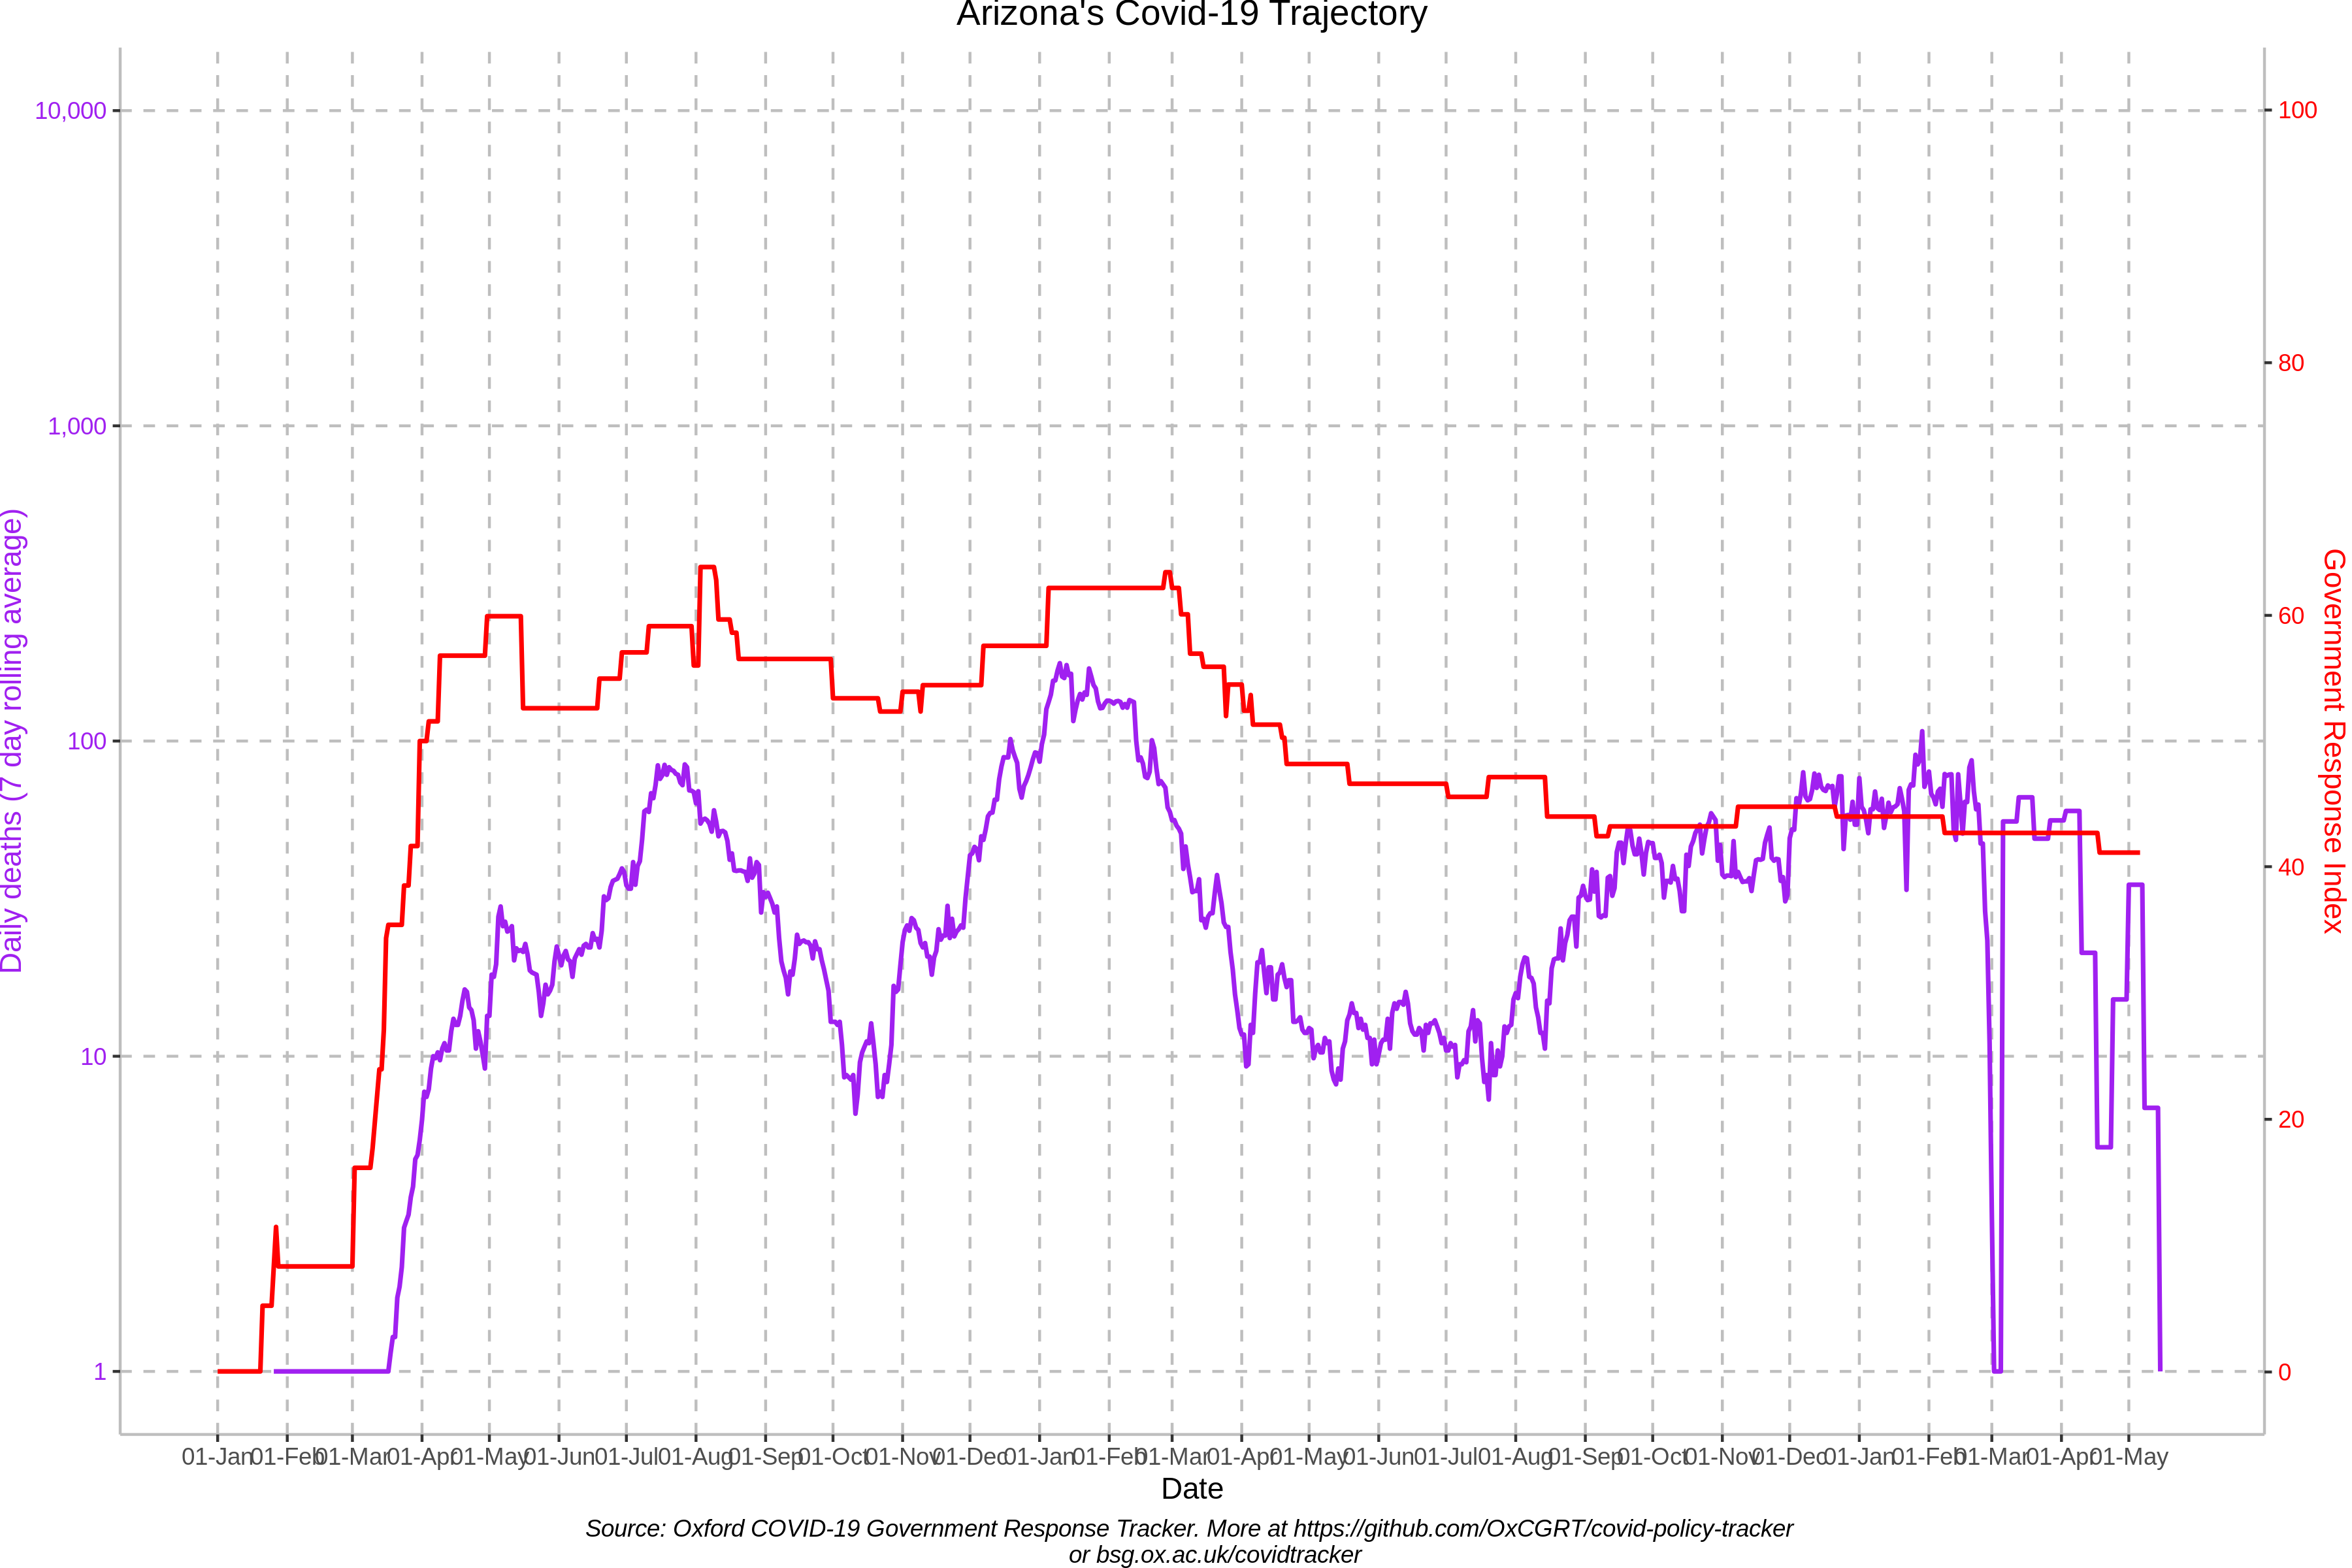 Arizona's Covid-19 Trajectory
10,000
1,000
100
10
1
Daily deaths (7 day rolling average)
100
80
60
40
20
0
Government Response Index
01-Jan 01-Feb 01-Mar 01-Apr 01-May 01-Jun 01-Jul 01-Aug 01-Sep 01-Oct 01-Nov 01-Dec 01-Jan 01-Feb 01-Mar 01-Apr 01-May 01-Jun 01-Jul 01-Aug 01-Sep 01-Oct 01-Nov 01-Dec 01-Jan 01-Feb 01-Mar 01-Apr 01-May
Date
Source: Oxford COVID-19 Government Response Tracker. More at https://github.com/OxCGRT/covid-policy-tracker
or bsg.ox.ac.uk/covidtracker